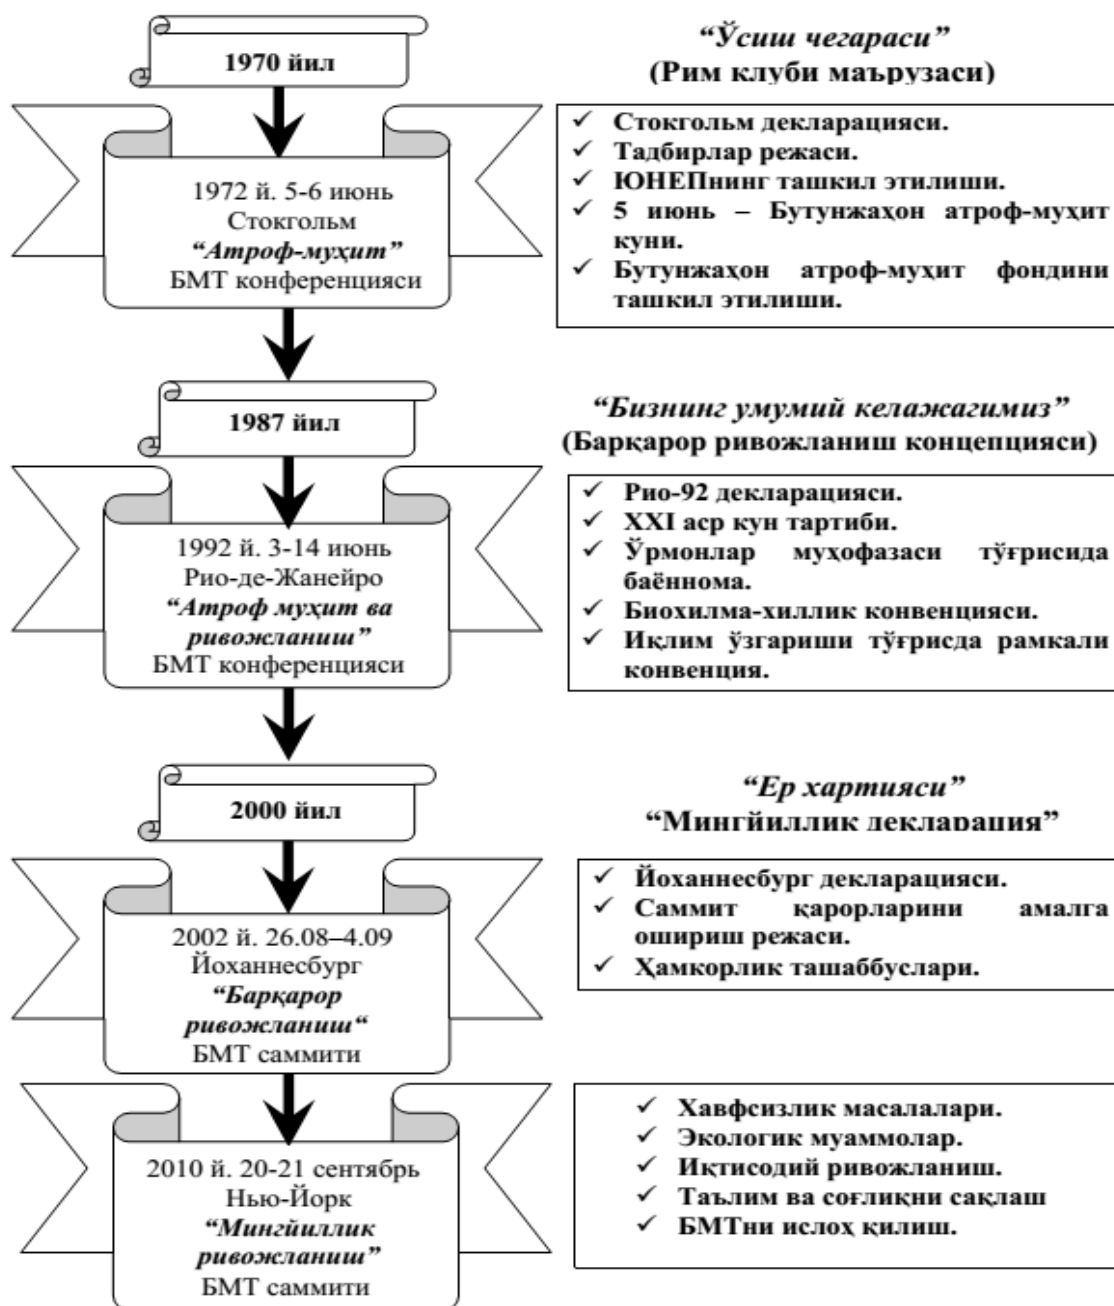 1970 йил
“Ўсиш чегараси”
(Рим клуби маърузаси)
1972 й. 5-6 июнь
Стокгольм
“Атроф-муҳит”
БМТ конференцияси
✓ Стокгольм декларацияси.
✓ Тадбирлар режаси.
✓ ЮНЕПнинг ташкил этилиши.
✓ 5 июнь – Бутунжаҳон атроф-муҳит
куни.
✓ Бутунжаҳон атроф-муҳит фондини
ташкил этилиши.
1987 йил
“Бизнинг умумий келажагимиз”
(Барқарор ривожланиш концепцияси)
1992 й. 3-14 июнь
Рио-де-Жанейро
“Атроф муҳит ва
ривожланиш”
БМТ конференцияси
✓ Рио-92 декларацияси.
✓ XXI аср кун тартиби.
✓ Ўрмонлар муҳофазаси тўғрисида
баённома.
✓ Биохилма-хиллик конвенцияси.
✓ Иқлим ўзгариши тўғрисда рамкали
конвенция.
2000 йил
“Ер хартияси”
“Мингйиллик декларация”
2002 й. 26.08–4.09
Йоханнесбург
“Барқарор
ривожланиш“
БМТ саммити
✓ Йоханнесбург декларацияси.
✓ Саммит қарорларини амалга
ошириш режаси.
✓ Ҳамкорлик ташаббуслари.
2010 й. 20-21 сентябрь
Нью-Йорк
“Мингйиллик
ривожланиш”
БМТ саммити
✓ Хавфсизлик масалалари.
✓ Экологик муаммолар.
✓ Иқтисодий ривожланиш.
✓ Таълим ва соғлиқни сақлаш
✓ БМТни ислоҳ қилиш.